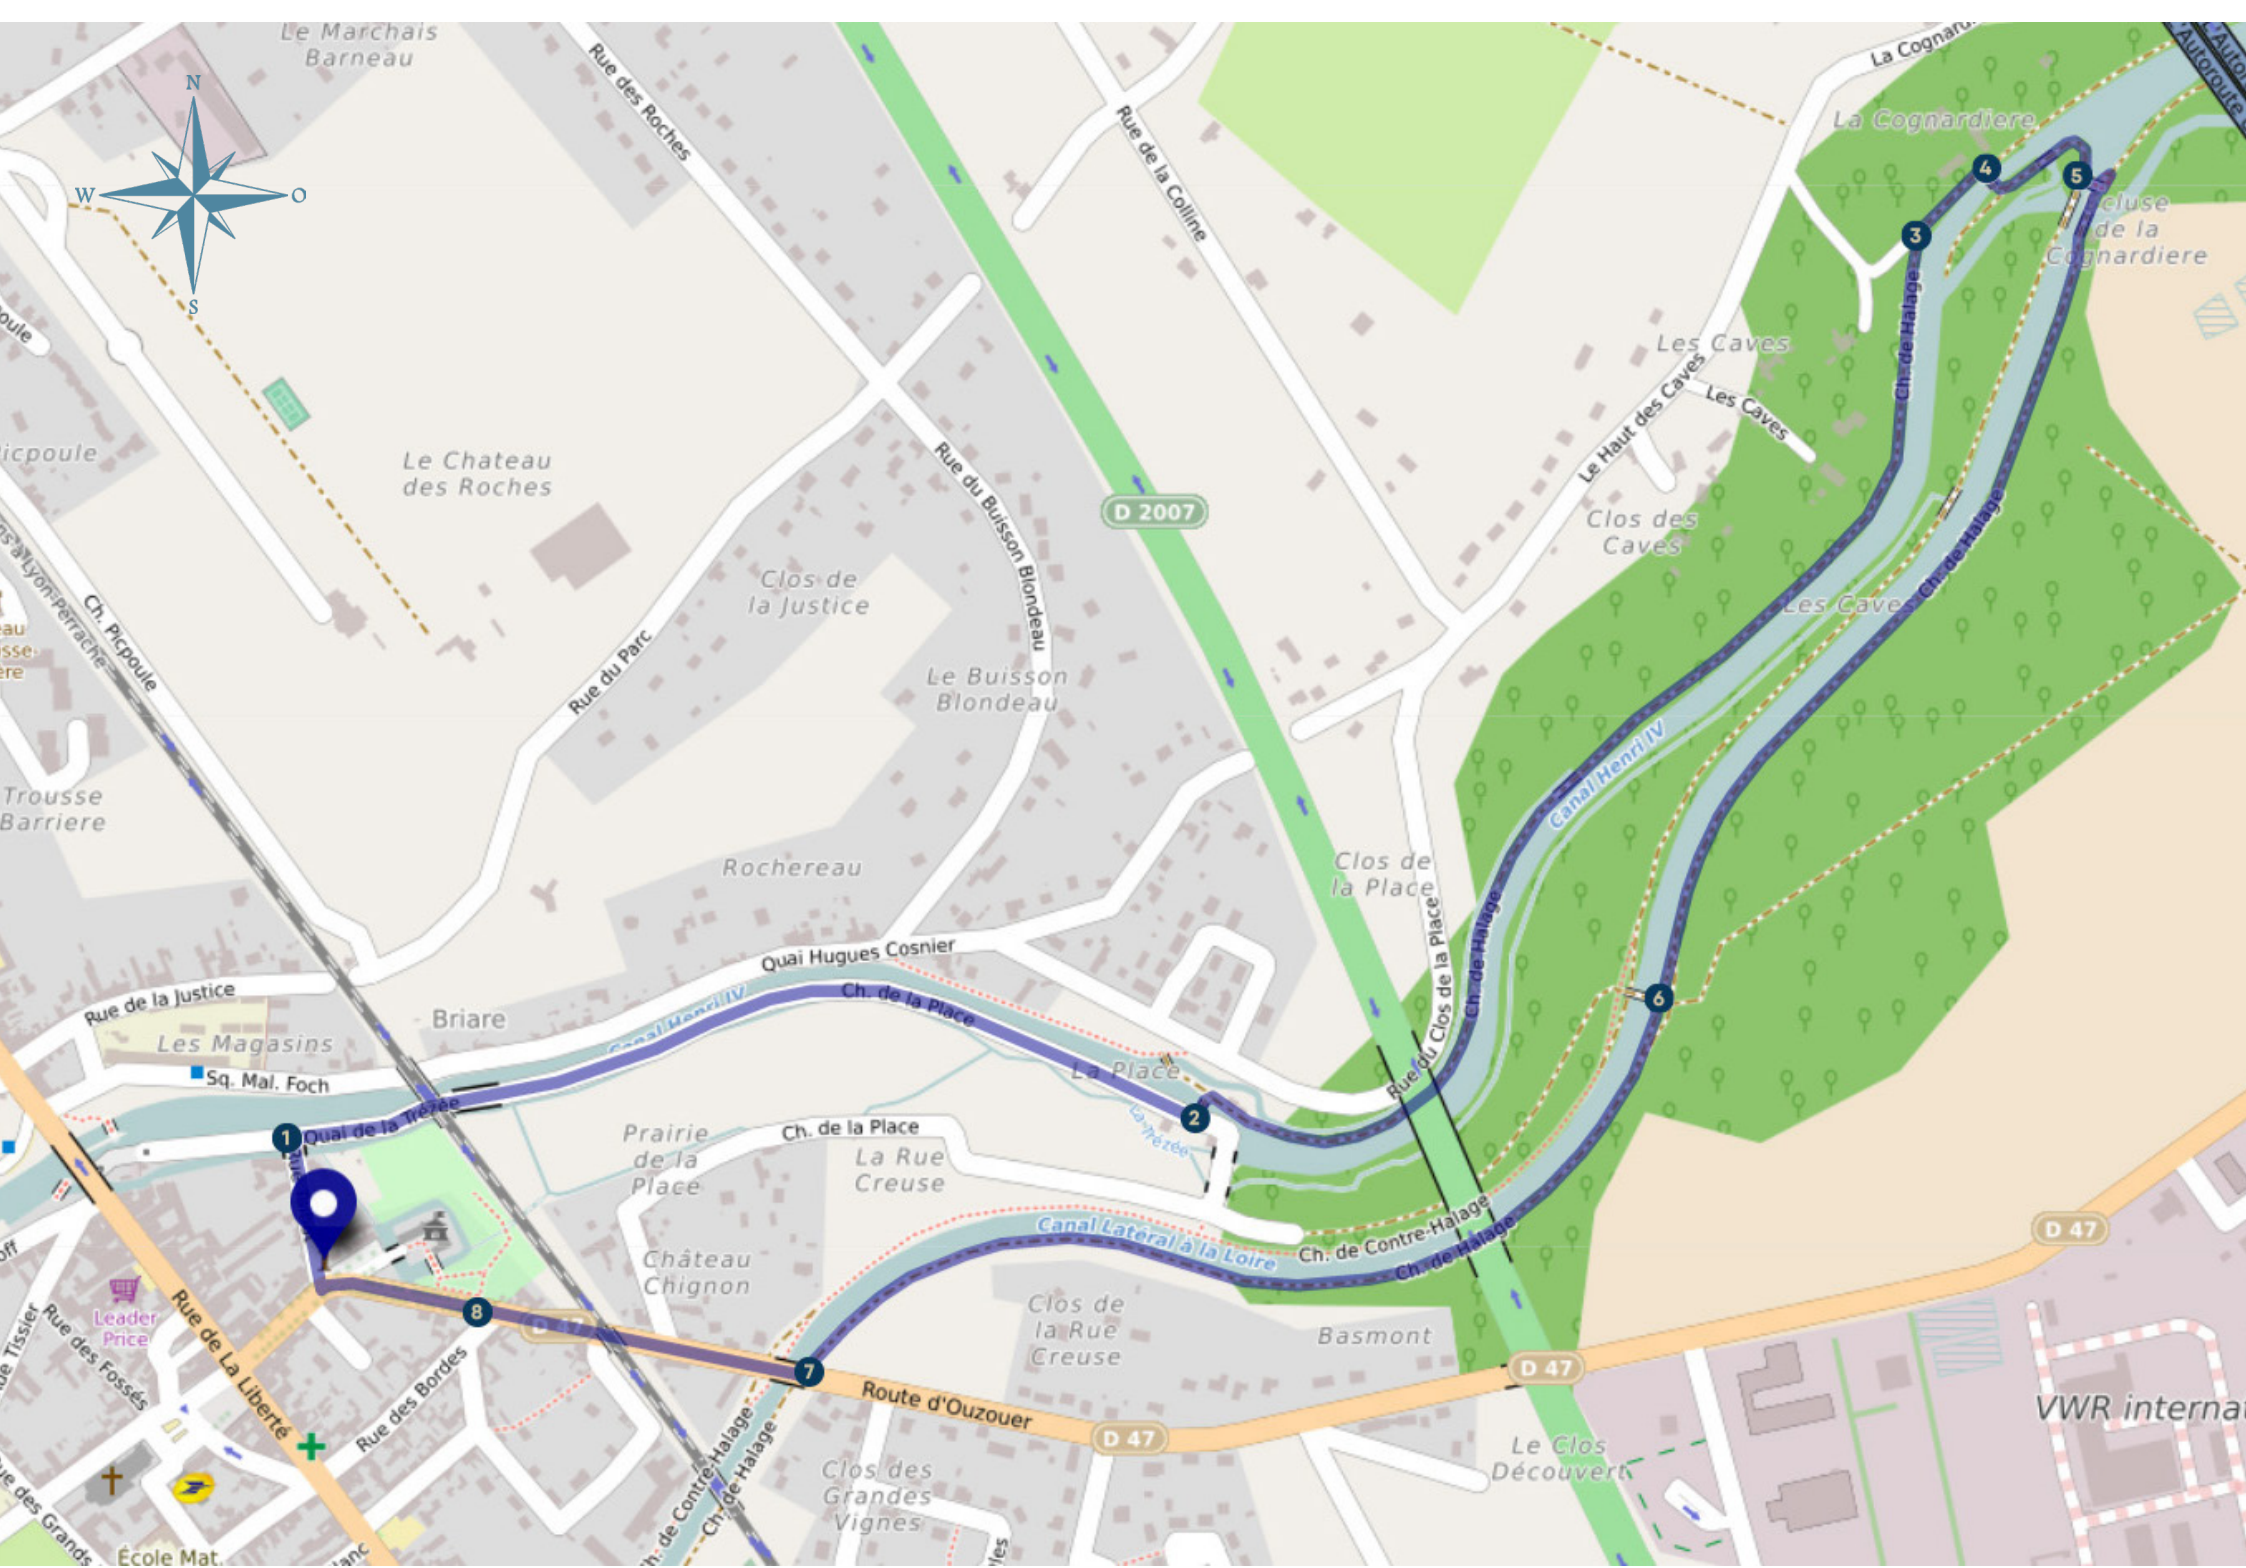 Le Marchais
Barneau
N
W
O
S
Rue des Roches
Rue de la Colline
La Cognardiere
4
5
3
cluse
de la
Cognardiere
Ch. de Halage
Les Caves
Les Caves
Le Haut des Caves
Clos des
Caves
D 2007
Le Chateau
des Roches
Rue du Buisson Blondeau
Clos de
la Justice
Le Buisson
Blondeau
Rue du Parc
Ch. Picpoule
Lyon-Perrache
Trousse
Barriere
Les Caves
Ch. de Halage
Canal Henri IV
Rochereau
Clos de
la Place
Rue du Clos de la Place
Ch. de Halage
6
Quai Hugues Cosnier
Rue de la Justice
Briare
Canal Henri IV
Ch. de la Place
Les Magasins
Sq. Mal. Foch
La Place
1
Quai de la Trézée
2
La Trézée
Prairie
de la
Place
Ch. de la Place
La Rue
Creuse
Canal Latéral à la Loire
Ch. de Contre-Halage
Ch. de Halage
D 47
Château
Chignon
Leader
Price
Rue de La Liberté
Rue des Fossés
8
D 47
Clos de
la Rue
Creuse
Basmont
7
Route d'Ouzouer
D 47
D 47
Rue des Bordes
Ch. de Contre-Halage
Ch. de Halage
Clos des
Grandes
Vignes
Le Clos
Découvert
VWR interna
École Mat.